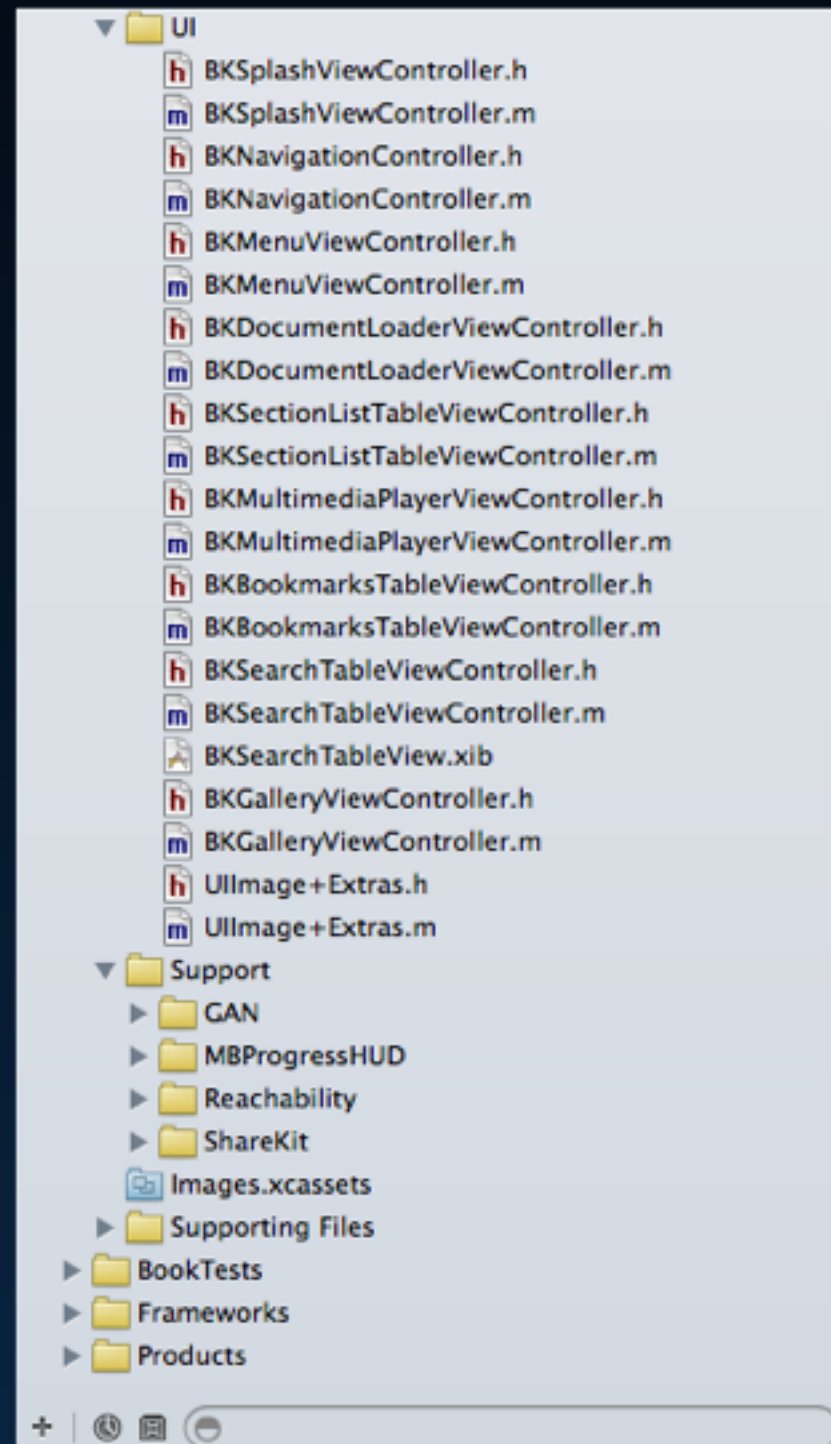 UI
h BKSplashViewController.h
m BKSplashViewController.m
h BKNavigationController.h
m BKNavigationController.m
h BKMenuViewController.h
m BKMenuViewController.m
h BKDocumentLoaderViewController.h
m BKDocumentLoaderViewController.m
h BKSectionListTableViewController.h
m BKSectionListTableViewController.m
h BKMultimediaPlayerViewController.h
m BKMultimediaPlayerViewController.m
h BKBookmarksTableViewController.h
m BKBookmarksTableViewController.m
h BKSearchTableViewController.h
m BKSearchTableViewController.m
BKSearchTableView.xib
h BKGalleryViewController.h
m BKGalleryViewController.m
h UIImage+Extras.h
m UIImage+Extras.m
Support
GAN
MBProgressHUD
Reachability
ShareKit
Images.xcassets
Supporting Files
BookTests
Frameworks
Products